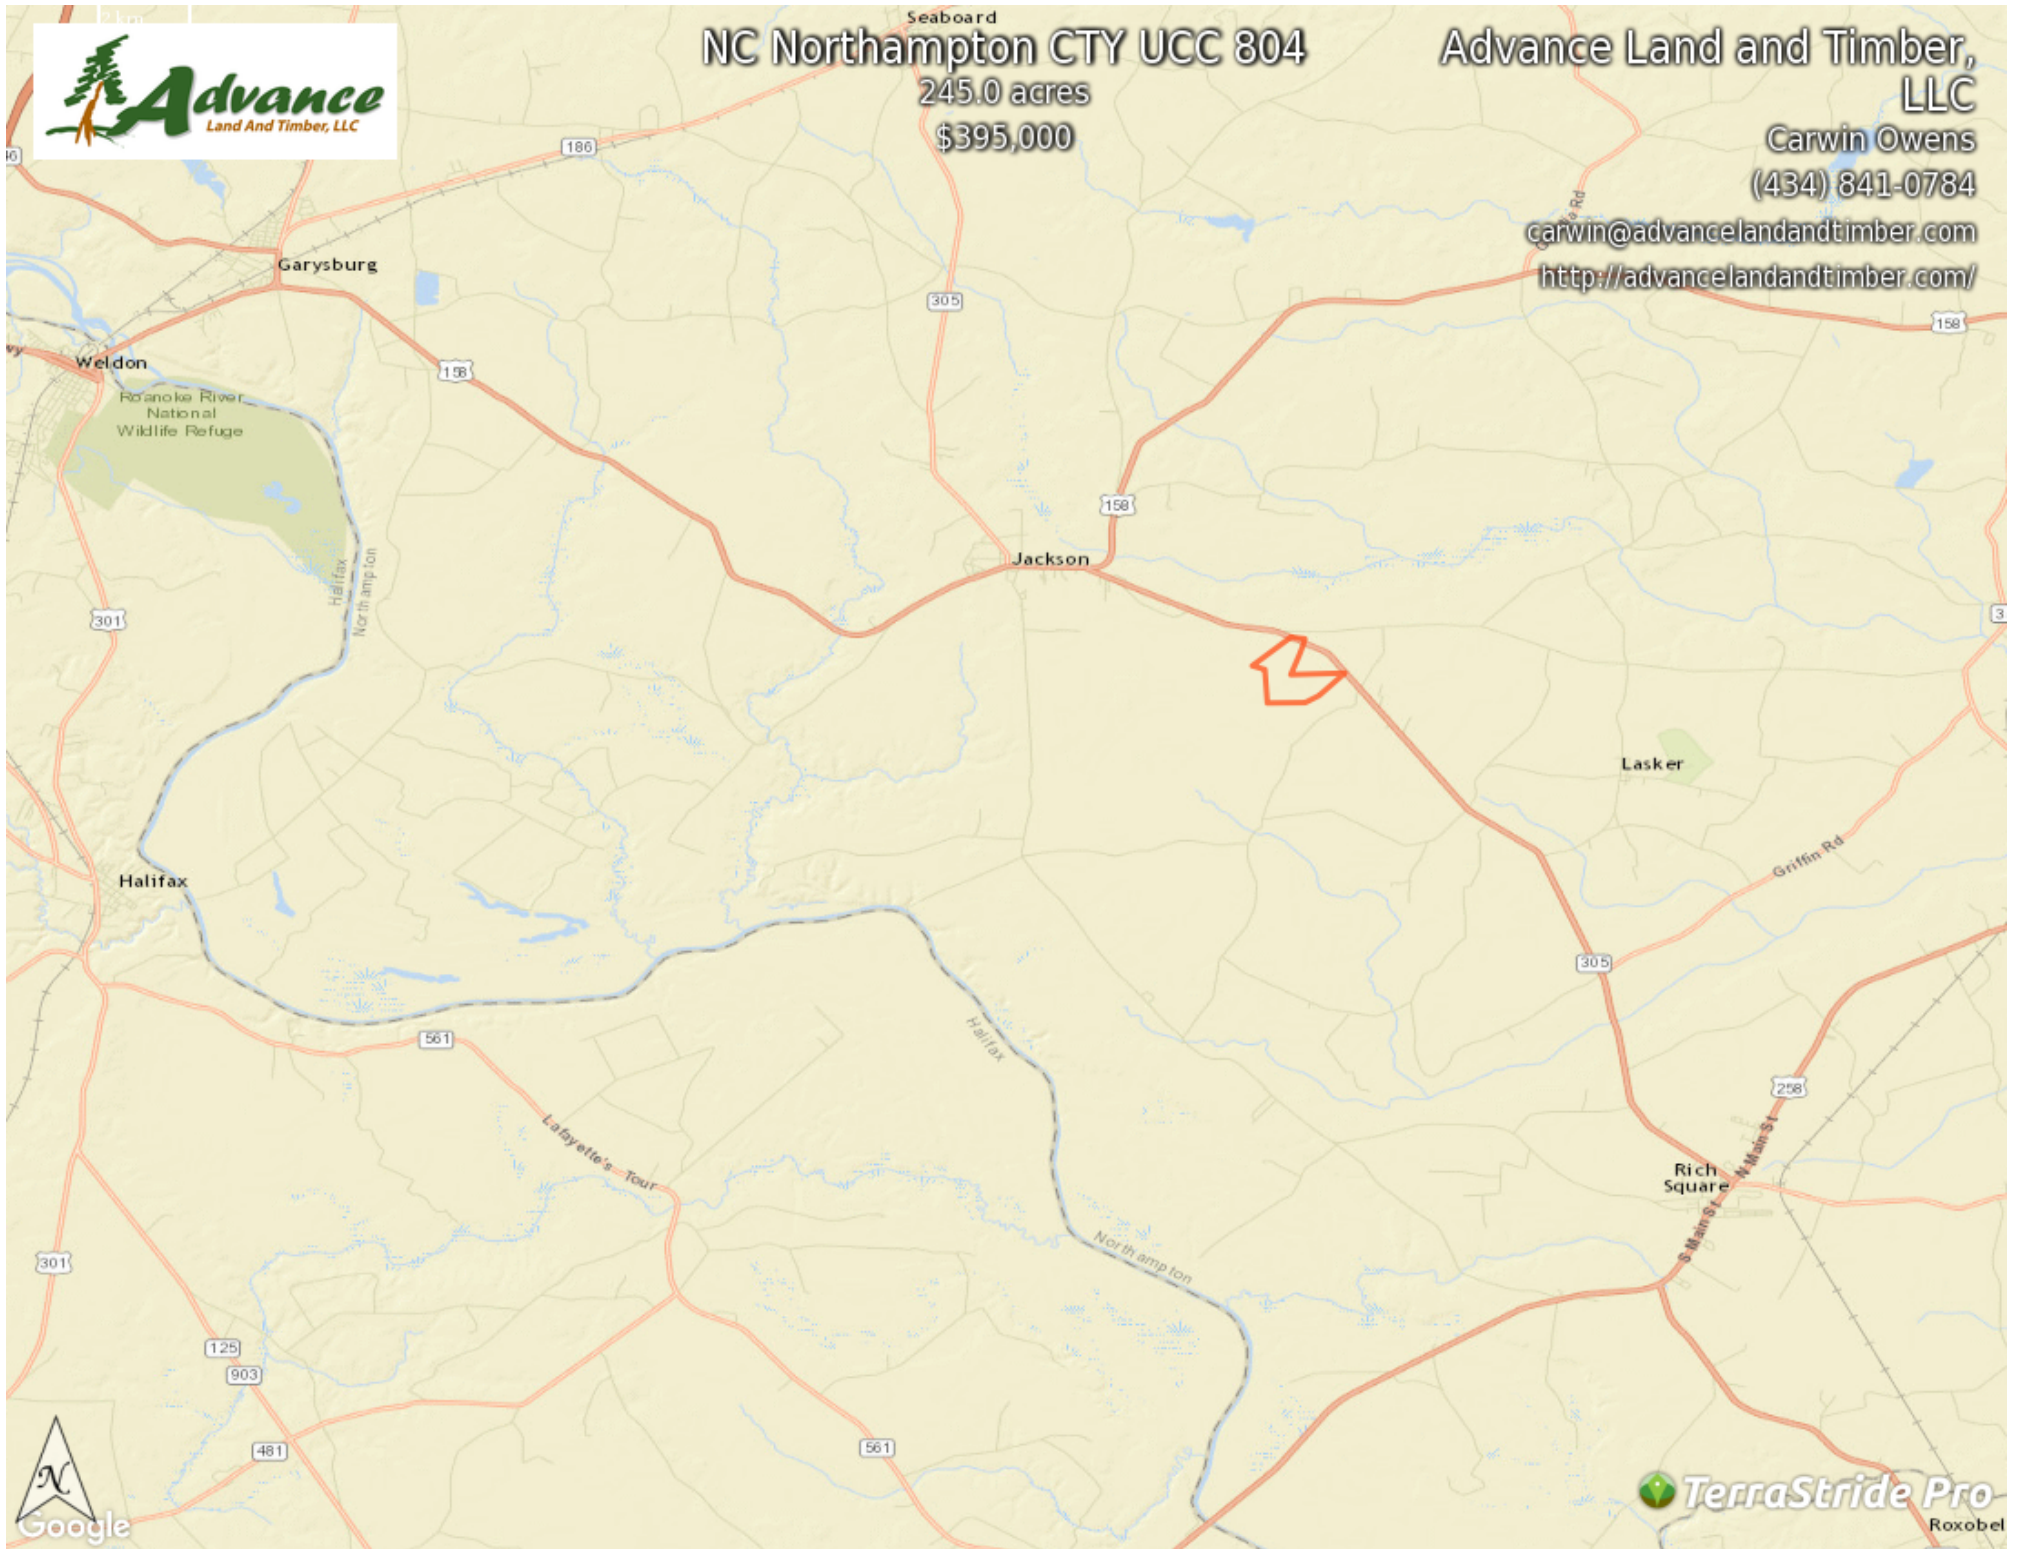 2 km
Seaboard
Advance
Land And Timber, LLC
NC Northampton CTY UCC 804
245.0 acres
$395,000
Advance Land and Timber,
LLC
Carwin Owens
(434) 841-0784
carwin@advancelandandtimber.com
http://advancelandandtimber.com/
186
Garysburg
305
158
Weldon
158
Roanoke River
National
Wildlife Refuge
158
Jackson
Halifax
Northampton
301
3
Lasker
Griffin Rd
Halifax
305
561
Halifax
258
Lafayette's Tour
N Main St
Rich
Square
S Main St
Northampton
301
125
903
481
561
N
Google
TerraStride Pro
Roxobel